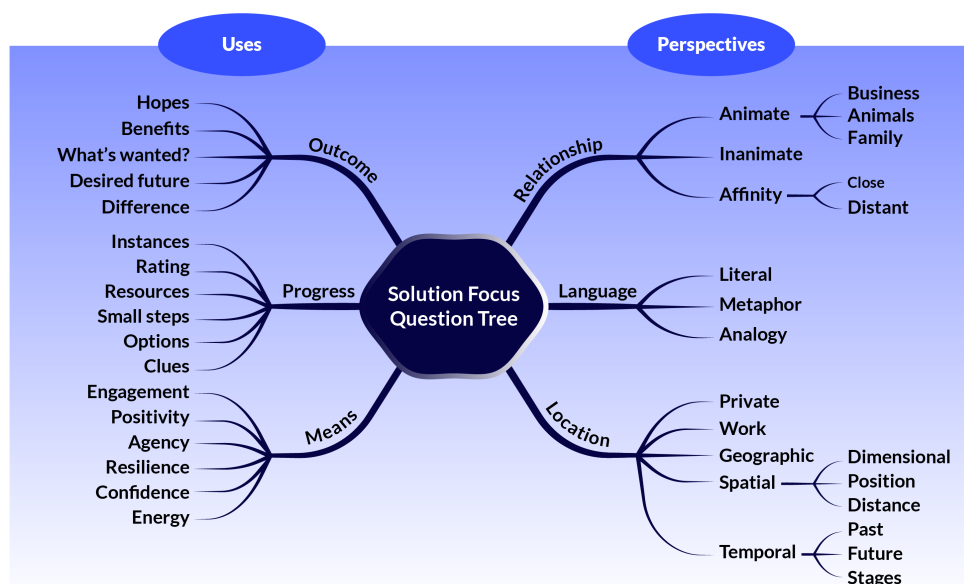 Uses
Perspectives
Outcome
Hopes
Benefits
What's wanted?
Desired future
Difference
Progress
Instances
Rating
Resources
Small steps
Options
Clues
Means
Engagement
Positivity
Agency
Resilience
Confidence
Energy
Solution Focus
Question Tree
Relationship
Animate
Business
Animals
Family
Inanimate
Affinity
Close
Distant
Language
Literal
Metaphor
Analogy
Location
Private
Work
Geographic
Spatial
Dimensional
Position
Distance
Temporal
Past
Future
Stages